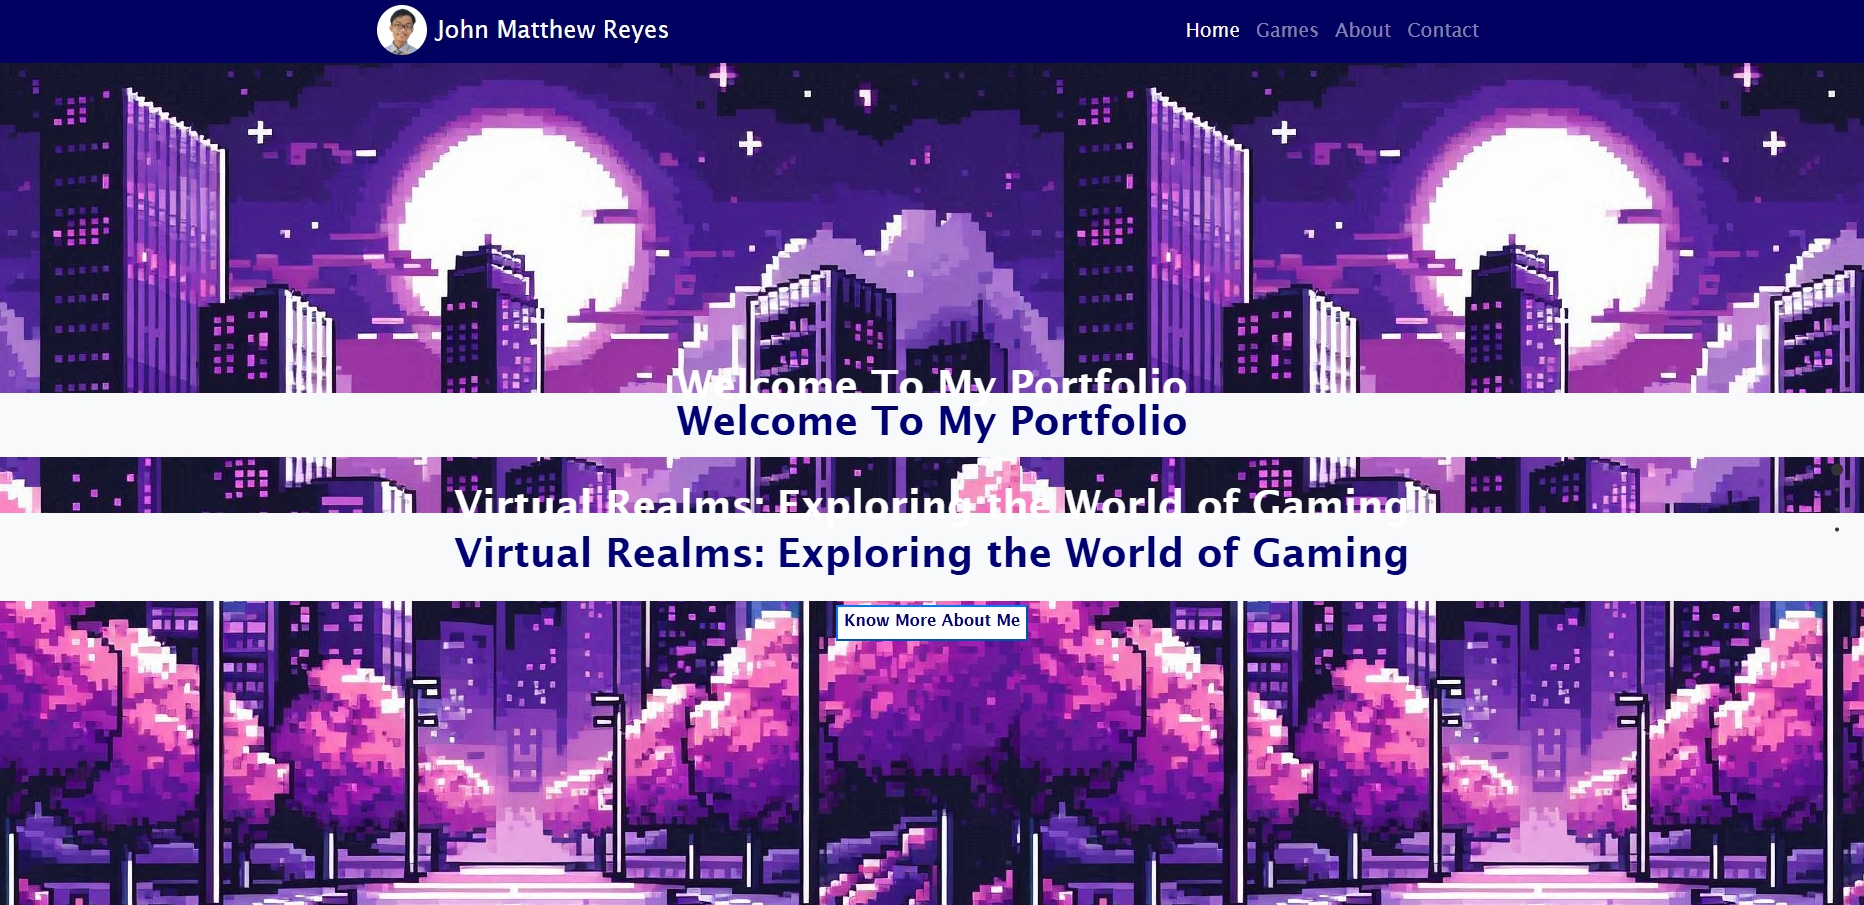 John Matthew Reyes
Home Games About Contact
Welcome To My Portfolio
Welcome To My Portfolio
Virtual Realms: Exploring the World of Gaming
Virtual Realms: Exploring the World of Gaming
Know More About Me